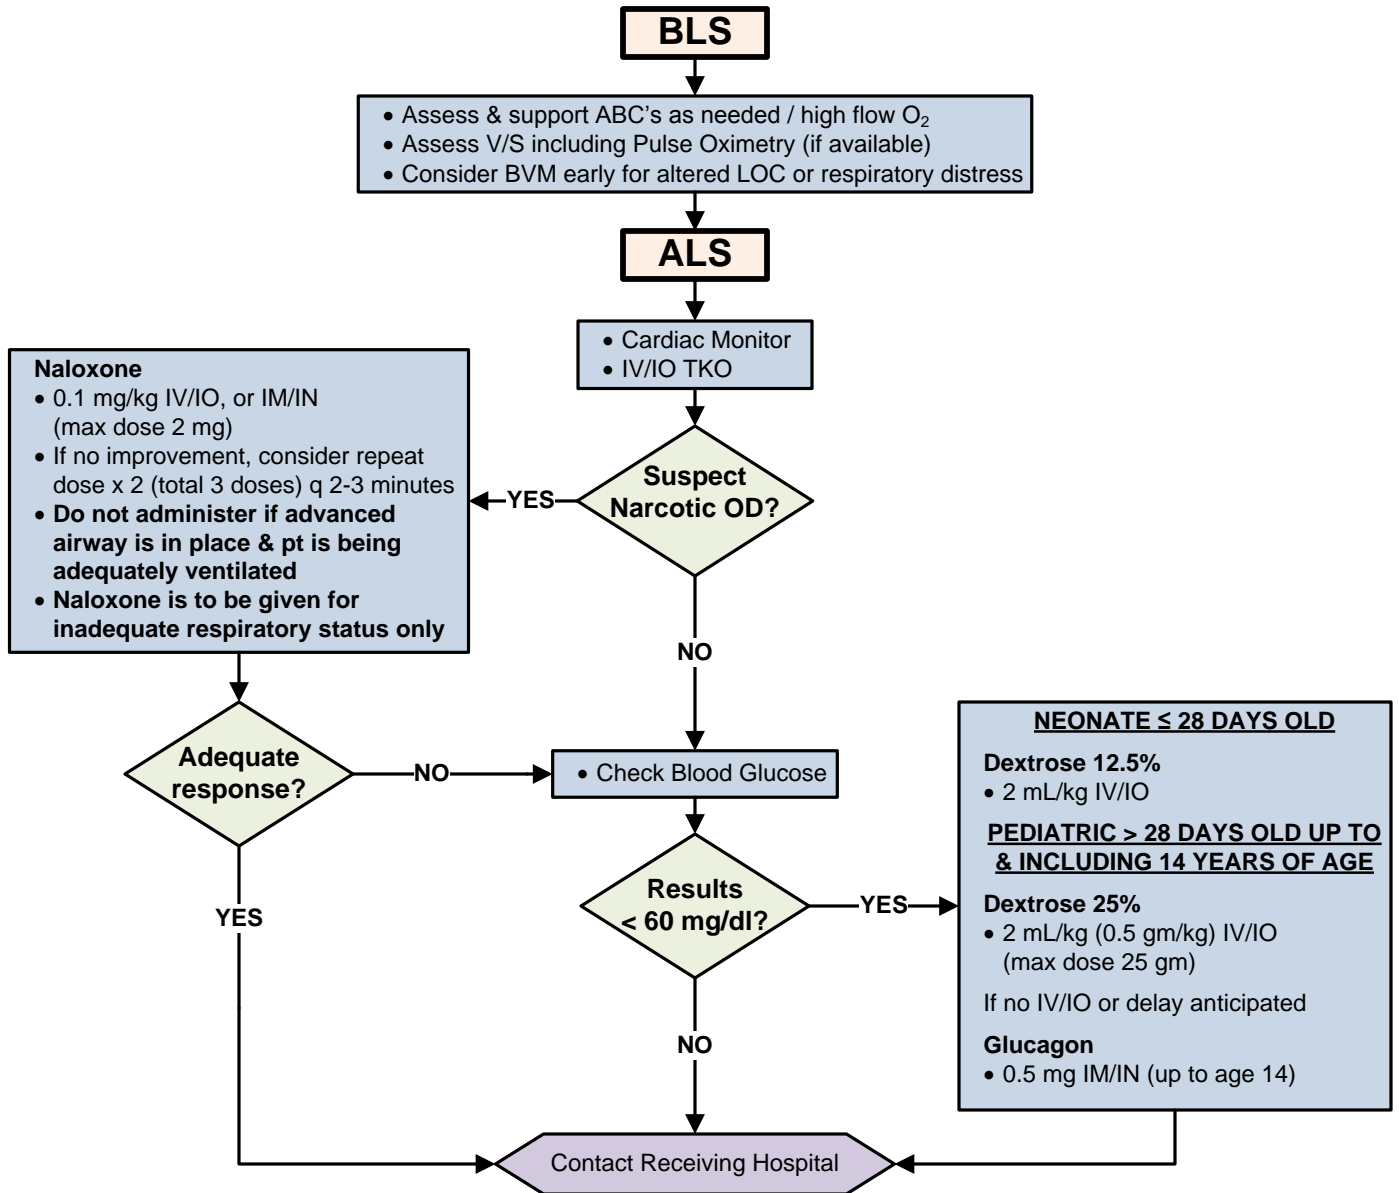 BLS
• Assess & support ABC’s as needed / high flow O₂
• Assess V/S including Pulse Oximetry (if available)
• Consider BVM early for altered LOC or respiratory distress
ALS
• Cardiac Monitor
• IV/IO TKO
Suspect
Narcotic OD?
YES
Naloxone
• 0.1 mg/kg IV/IO, or IM/IN
(max dose 2 mg)
• If no improvement, consider repeat
dose x 2 (total 3 doses) q 2-3 minutes
• Do not administer if advanced
airway is in place & pt is being
adequately ventilated
• Naloxone is to be given for
inadequate respiratory status only
NO
Adequate
response?
NO
YES
• Check Blood Glucose
Results
< 60 mg/dl?
YES
NO
NEONATE ≤ 28 DAYS OLD
Dextrose 12.5%
• 2 mL/kg IV/IO
PEDIATRIC > 28 DAYS OLD UP TO
& INCLUDING 14 YEARS OF AGE
Dextrose 25%
• 2 mL/kg (0.5 gm/kg) IV/IO
(max dose 25 gm)
If no IV/IO or delay anticipated
Glucagon
• 0.5 mg IM/IN (up to age 14)
Contact Receiving Hospital